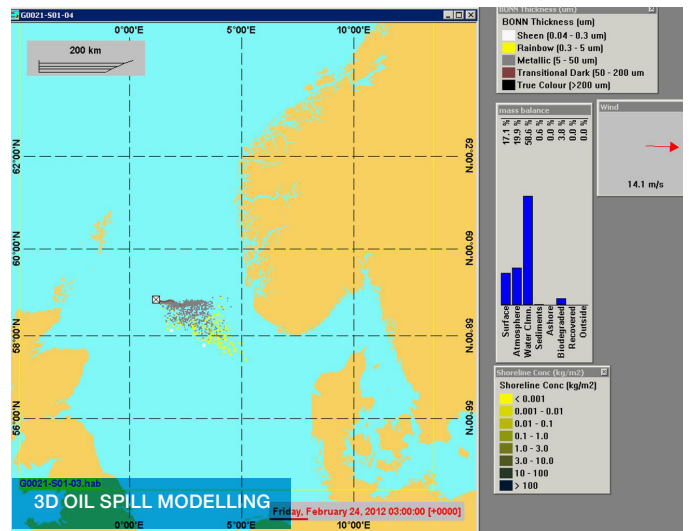 G0021-S01-04
0°00'E 5°00'E 10°00'E
200 km
62°00'N 62°00'N
60°00'N 60°00'N
58°00'N 58°00'N
56°00'N 56°00'N
G0021-S01-03.hab
3D OIL SPILL MODELLING
Friday, February 24, 2012 03:00:00 [+0000]
0°00'E 5°00'E 10°00'E
BONN Thickness (um)
BONN Thickness (um)
Sheen (0.04 - 0.3 um)
Rainbow (0.3 - 5 um)
Metallic (5 - 50 um)
Transitional Dark (50 - 200 um
True Colour (>200 um)
mass balance
17.1 %
19.9 %
58.6 %
0.6 %
0.0 %
3.8 %
0.0 %
0.0 %
Surface
Atmosphere
Water Clmn.
Sediments
Ashore
Biodegraded
Recovered
Outside
Wind
14.1 m/s
Shoreline Conc (kg/m2)
Shoreline Conc (kg/m2)
< 0.001
0.001 - 0.01
0.01 - 0.1
0.1 - 1.0
1.0 - 3.0
3.0 - 10.0
10 - 100
> 100